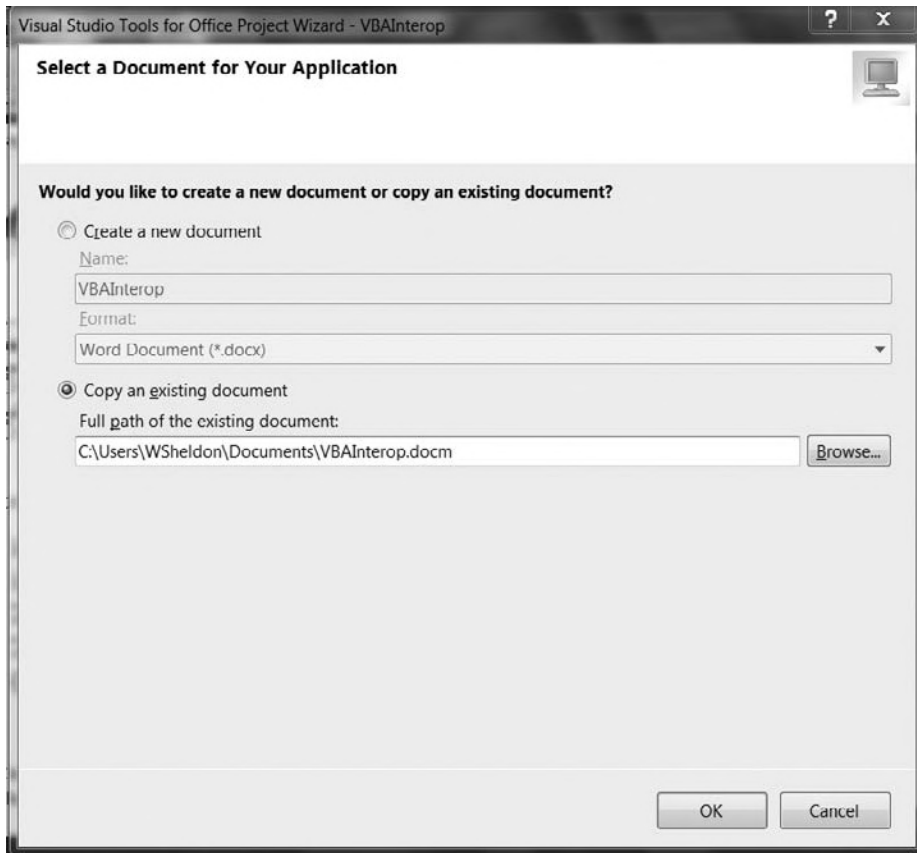 Visual Studio Tools for Office Project Wizard - VBAInterop
? X
Select a Document for Your Application
Would you like to create a new document or copy an existing document?
Create a new document
Name:
VBAInterop
Format:
Word Document (*.docx)
Copy an existing document
Full path of the existing document:
C:\Users\WSheldon\Documents\VBAInterop.docm
Browse...
OK Cancel